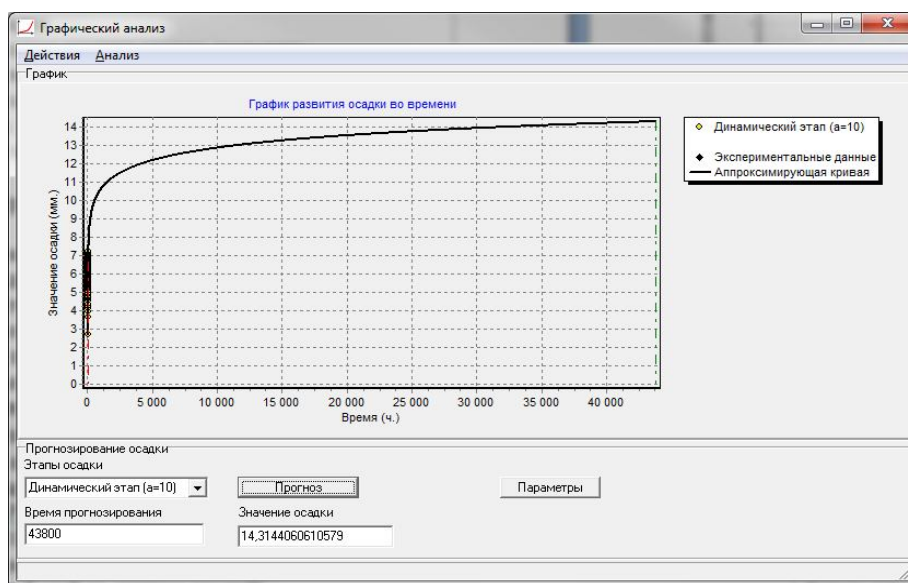 Графический анализ
Действия Анализ
График
График развития осадки во времени
Значение осадки (мм.)
14
13
12
11
10
9
8
7
6
5
4
3
2
1
0
0 5 000 10 000 15 000 20 000 25 000 30 000 35 000 40 000
Время (ч.)
Динамический этап (а=10)
Экспериментальные данные
Аппроксимирующая кривая
Прогнозирование осадки
Этапы осадки
Динамический этап (а=10) Прогноз Параметры
Время прогнозирования Значение осадки
43800 14,3144060610579